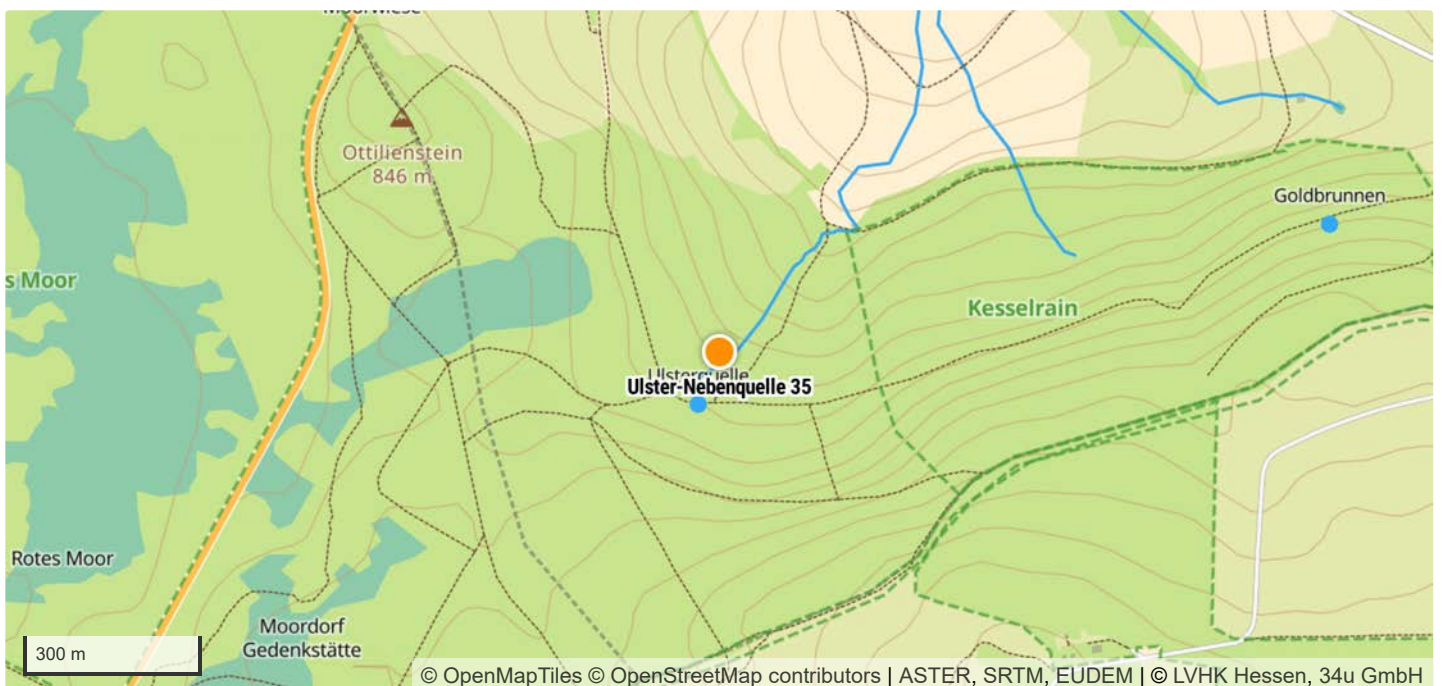 Moorwiese
Ottilienstein
846 m
s Moor
Goldbrunnen
Kesselrain
Ulsterquelle
Ulster-Nebenquelle 35
Rotes Moor
Moordorf
Gedenkstätte
300 m
© OpenMapTiles © OpenStreetMap contributors | ASTER, SRTM, EUDEM | © LVHK Hessen, 34u GmbH